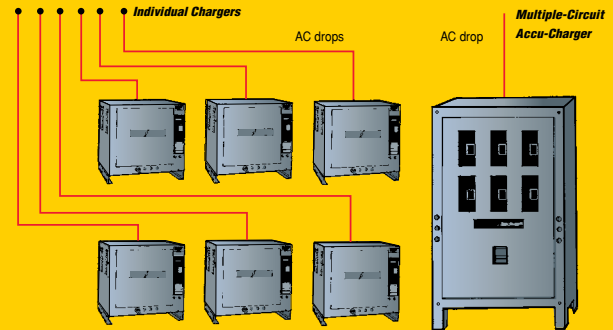 Individual Chargers
AC drops
AC drop
Multiple-Circuit
Accu-Charger